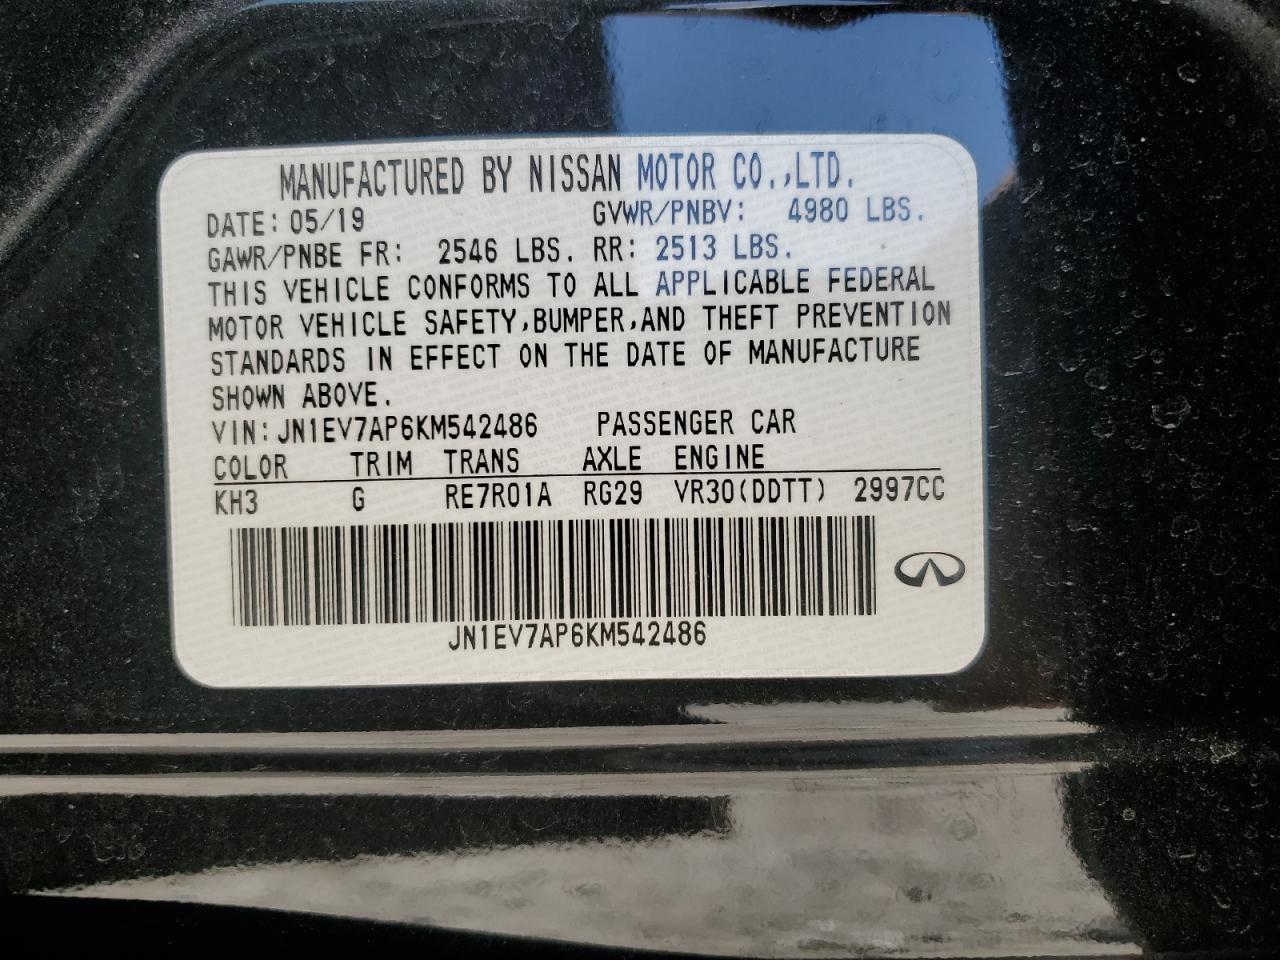 MANUFACTURED BY NISSAN MOTOR CO.,LTD.
DATE: 05/19 GVWR/PNBV: 4980 LBS.
GAWR/PNBE FR: 2546 LBS. RR: 2513 LBS.
THIS VEHICLE CONFORMS TO ALL APPLICABLE FEDERAL
MOTOR VEHICLE SAFETY,BUMPER,AND THEFT PREVENTION
STANDARDS IN EFFECT ON THE DATE OF MANUFACTURE
SHOWN ABOVE.
VIN: JN1EV7AP6KM542486 PASSENGER CAR
COLOR TRIM TRANS AXLE ENGINE
KH3 G RE7R01A RG29 VR30(DDTT) 2997CC
JN1EV7AP6KM542486